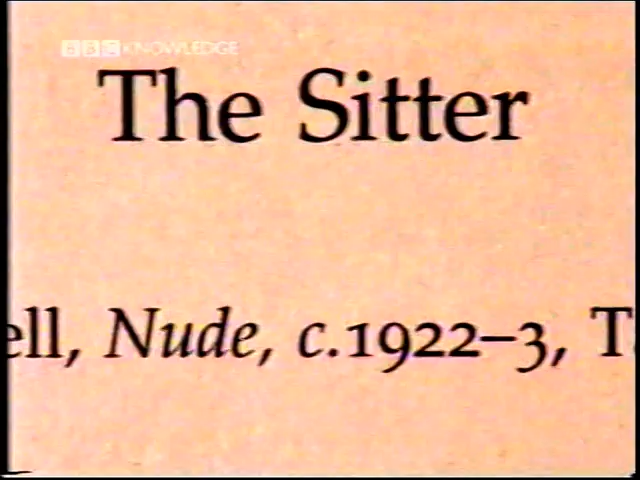 BBC KNOWLEDGE
The Sitter
ell, Nude, c.1922–3, T